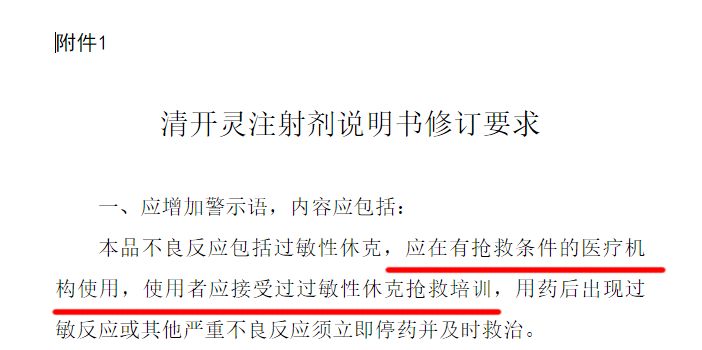 附件1
清开灵注射剂说明书修订要求
一、应增加警示语，内容应包括：
本品不良反应包括过敏性休克，应在有抢救条件的医疗机
构使用，使用者应接受过过敏性休克抢救培训，用药后出现过
敏反应或其他严重不良反应须立即停药并及时救治。